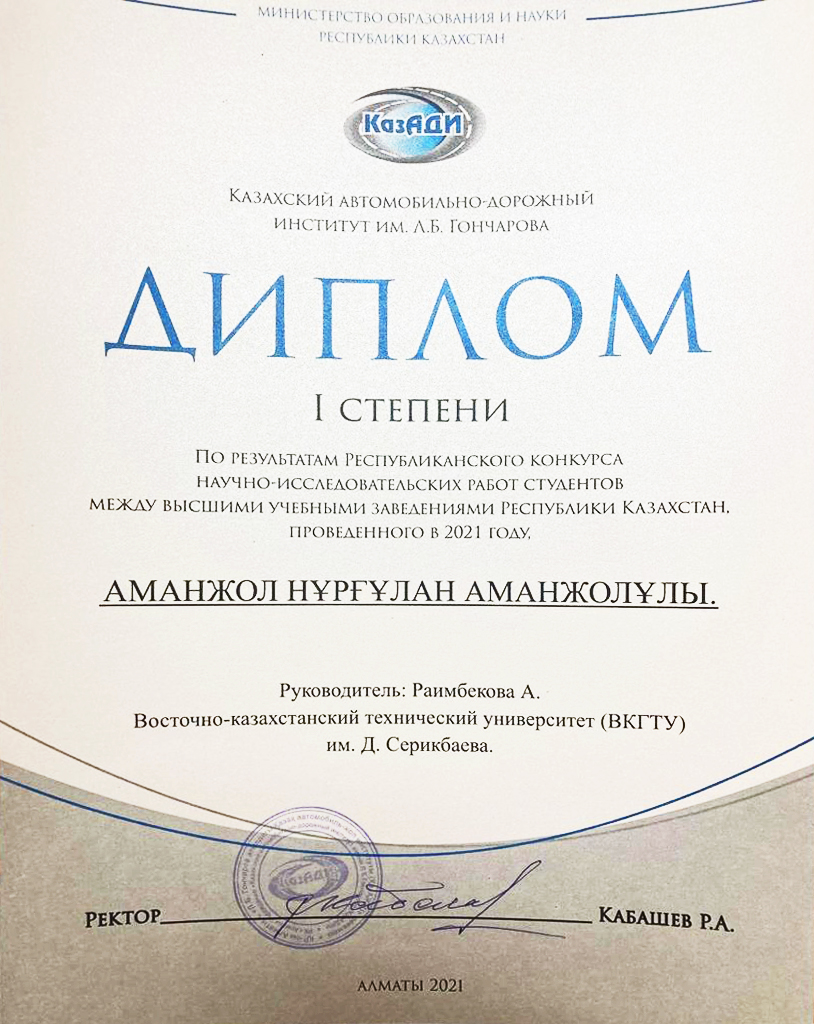 МИНИСТЕРСТВО ОБРАЗОВАНИЯ И НАУКИ
РЕСПУБЛИКИ КАЗАХСТАН
КазАДИ
КАЗАХСКИЙ АВТОМОБИЛЬНО-ДОРОЖНЫЙ
ИНСТИТУТ ИМ. Л.Б. ГОНЧАРОВА
ДИПЛОМ
I СТЕПЕНИ
ПО РЕЗУЛЬТАТАМ РЕСПУБЛИКАНСКОГО КОНКУРСА
НАУЧНО-ИССЛЕДОВАТЕЛЬСКИХ РАБОТ СТУДЕНТОВ
МЕЖДУ ВЫСШИМИ УЧЕБНЫМИ ЗАВЕДЕНИЯМИ РЕСПУБЛИКИ КАЗАХСТАН,
ПРОВЕДЕННОГО В 2021 ГОДУ,
АМАНЖОЛ НҰРҒҰЛАН АМАНЖОЛҰЛЫ.
Руководитель: Раимбекова А.
Восточно-казахстанский технический университет (ВКГТУ)
им. Д. Серикбаева.
КазАДИ
РЕКТОР КАБАШЕВ Р.А.
АЛМАТЫ 2021